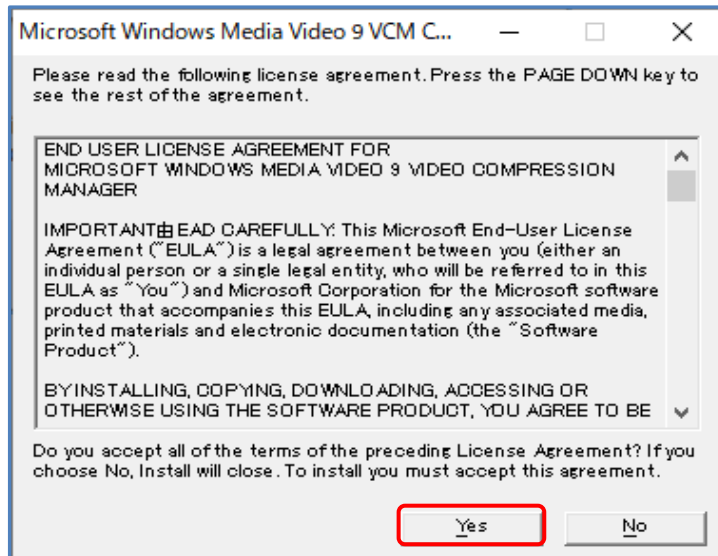 Microsoft Windows Media Video 9 VCM C...
Please read the following license agreement. Press the PAGE DOWN key to
see the rest of the agreement.
END USER LICENSE AGREEMENT FOR
MICROSOFT WINDOWS MEDIA VIDEO 9 VIDEO COMPRESSION
MANAGER
IMPORTANT由EAD CAREFULLY: This Microsoft End-User License
Agreement ("EULA") is a legal agreement between you (either an
individual person or a single legal entity, who will be referred to in this
EULA as "You") and Microsoft Corporation for the Microsoft software
product that accompanies this EULA, including any associated media,
printed materials and electronic documentation (the "Software
Product").
BY INSTALLING, COPYING, DOWNLOADING, ACCESSING OR
OTHERWISE USING THE SOFTWARE PRODUCT, YOU AGREE TO BE
Do you accept all of the terms of the preceding License Agreement? If you
choose No, Install will close. To install you must accept this agreement.
Yes
No